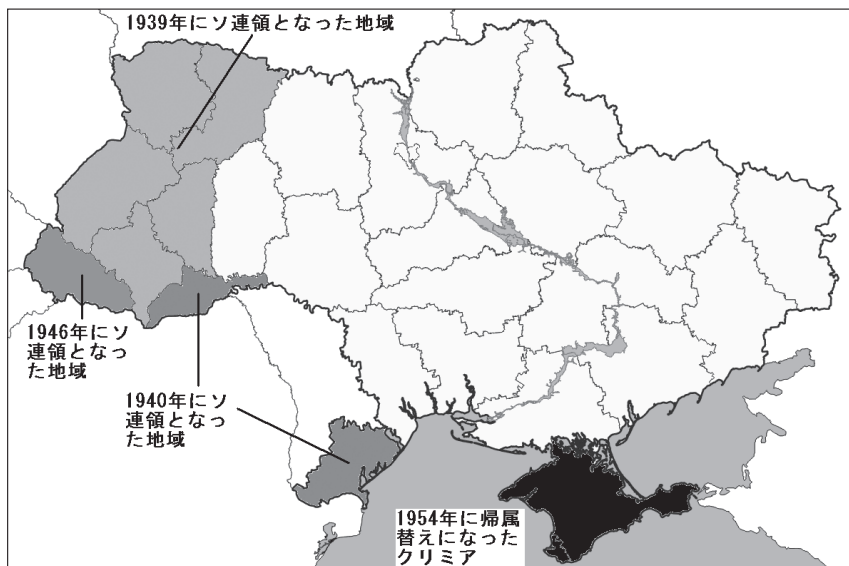 1939年にソ連領となった地域
1946年にソ
連領となっ
た地域
1940年にソ
連領となっ
た地域
1954年に帰属
替えになった
クリミア